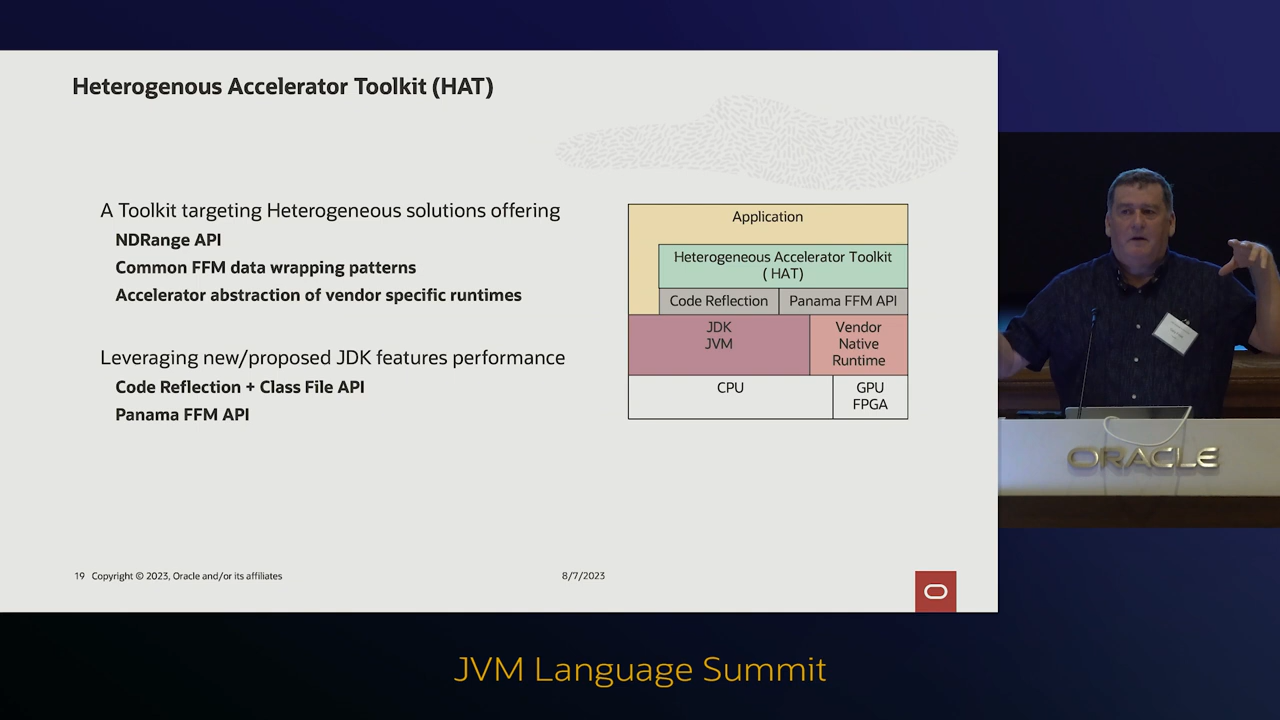 Heterogenous Accelerator Toolkit (HAT)
A Toolkit targeting Heterogeneous solutions offering
NDRange API
Common FFM data wrapping patterns
Accelerator abstraction of vendor specific runtimes
Leveraging new/proposed JDK features performance
Code Reflection + Class File API
Panama FFM API
Application
Heterogeneous Accelerator Toolkit
( HAT)
Code Reflection
Panama FFM API
JDK
JVM
Vendor
Native
Runtime
CPU
GPU
FPGA
19 Copyright © 2023, Oracle and/or its affiliates
8/7/2023
ORACLE
JVM Language Summit